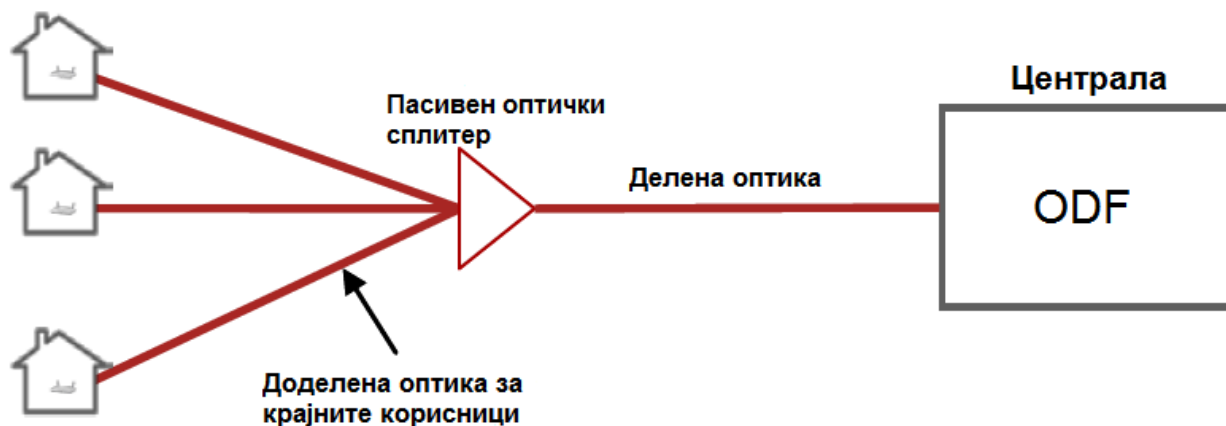 Централа
Пасивен оптички
сплитер
Делена оптика
ODF
Доделена оптика за
крајните корисници